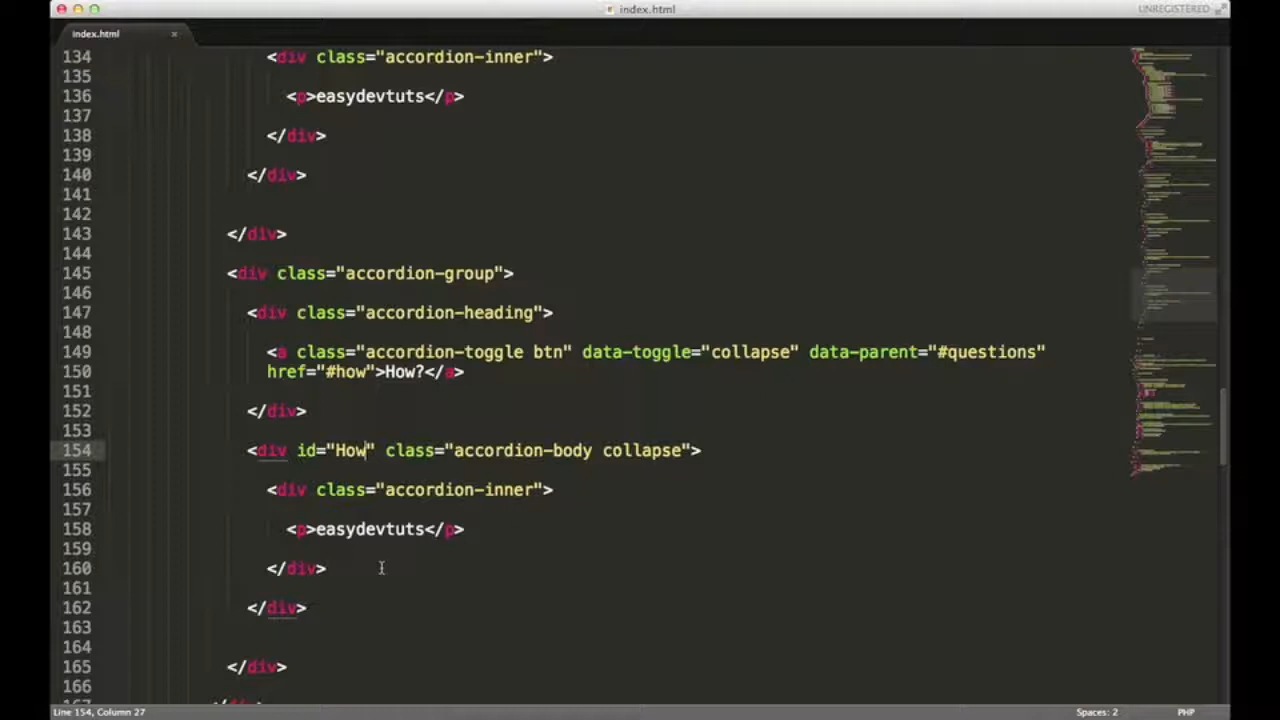 index.html
UNREGISTERED
index.html ×
134 <div class="accordion-inner">
135
136 <p>easydevtuts</p>
137
138 </div>
139
140 </div>
141
142
143 </div>
144
145 <div class="accordion-group">
146
147 <div class="accordion-heading">
148
149 <a class="accordion-toggle btn" data-toggle="collapse" data-parent="#questions"
150 href="#how">How?</a>
151
152 </div>
153
154 <div id="How" class="accordion-body collapse">
155
156 <div class="accordion-inner">
157
158 <p>easydevtuts</p>
159
160 </div>
161
162 </div>
163
164
165 </div>
166
Line 154, Column 27 Spaces: 2 PHP